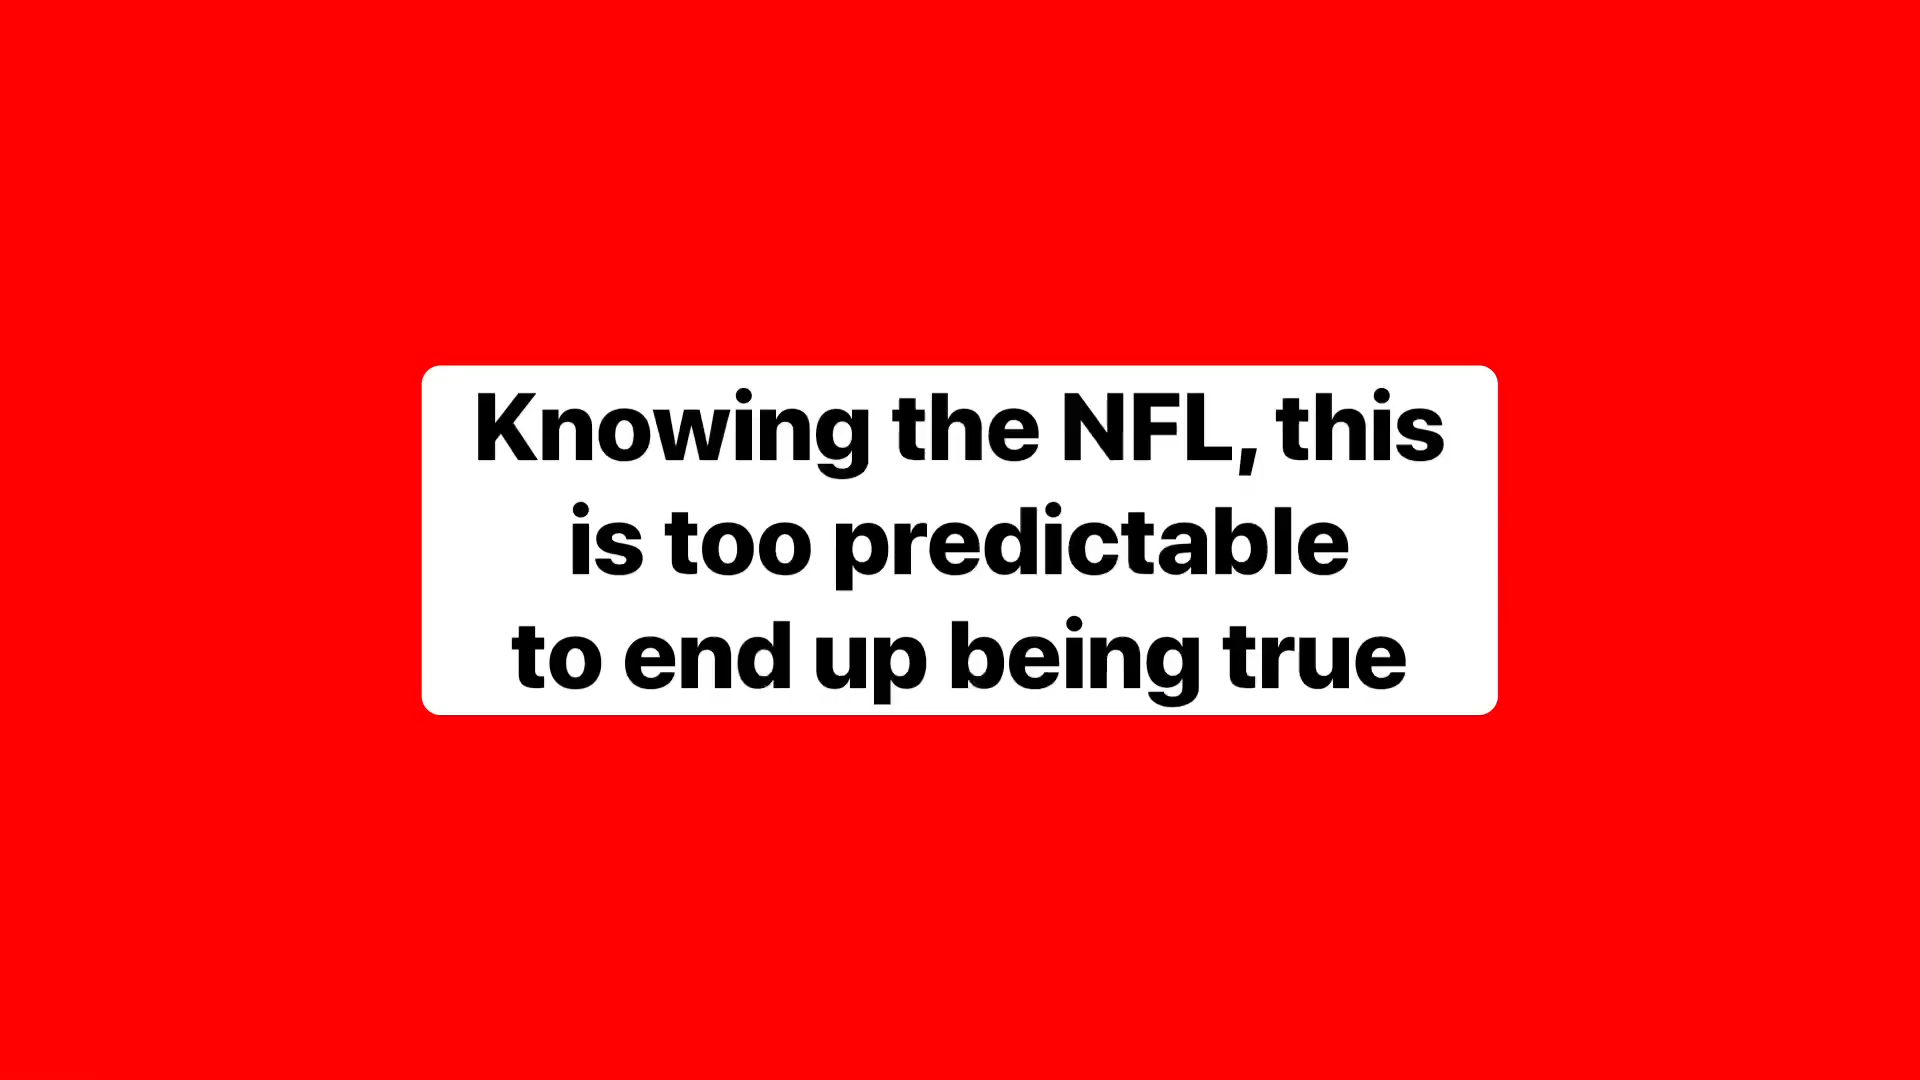 Knowing the NFL, this
is too predictable
to end up being true